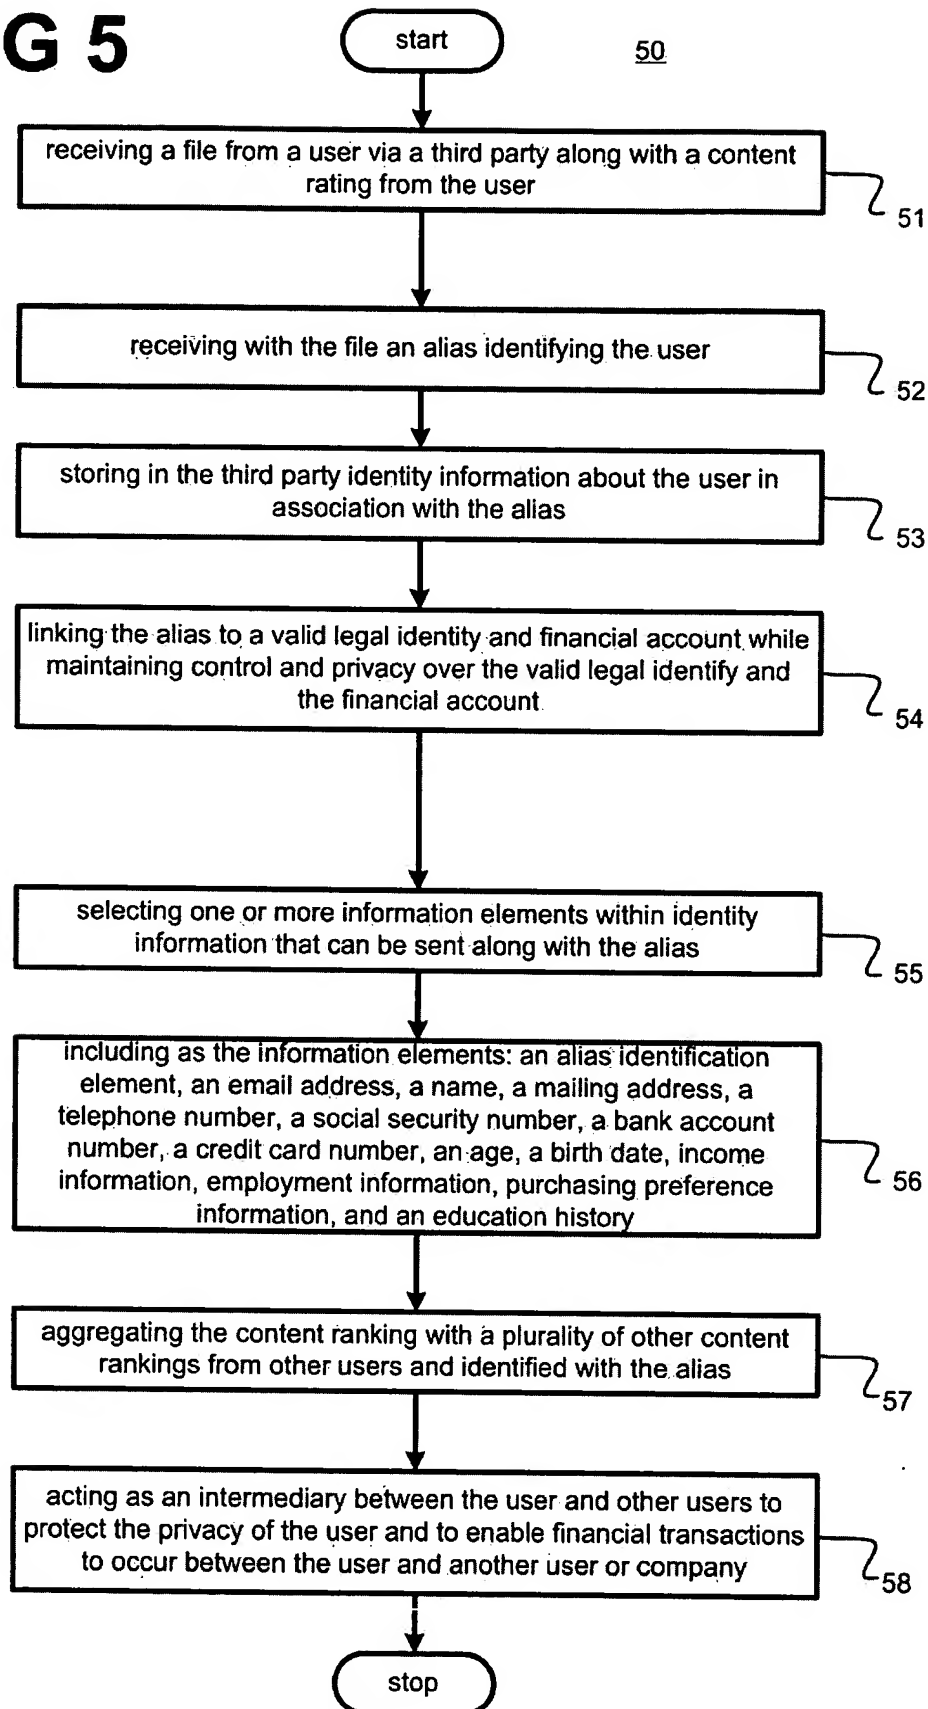 G 5
start
50
receiving a file from a user via a third party along with a content
rating from the user
51
receiving with the file an alias identifying the user
52
storing in the third party identity information about the user in
association with the alias
53
linking the alias to a valid legal identity and financial account while
maintaining control and privacy over the valid legal identify and
the financial account
54
selecting one or more information elements within identity
information that can be sent along with the alias
55
including as the information elements: an alias identification
element, an email address, a name, a mailing address, a
telephone number, a social security number, a bank account
number, a credit card number, an age, a birth date, income
information, employment information, purchasing preference
information, and an education history
56
aggregating the content ranking with a plurality of other content
rankings from other users and identified with the alias
57
acting as an intermediary between the user and other users to
protect the privacy of the user and to enable financial transactions
to occur between the user and another user or company
58
stop